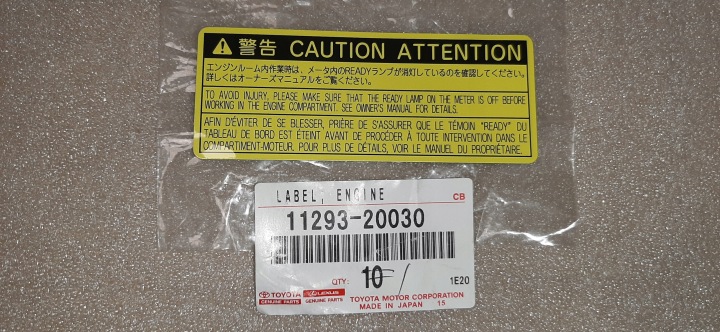 警告 CAUTION ATTENTION
エンジンルーム内作業時は、メータ内のREADYランプが消灯しているのを確認してください。
詳しくはオーナーズマニュアルをご覧ください。
TO AVOID INJURY, PLEASE MAKE SURE THAT THE READY LAMP ON THE METER IS OFF BEFORE
WORKING IN THE ENGINE COMPARTMENT. SEE OWNER'S MANUAL FOR DETAILS.
AFIN D'ÉVITER DE SE BLESSER, PRIÈRE DE S'ASSURER QUE LE TÉMOIN "READY" DU
TABLEAU DE BORD EST ÉTEINT AVANT DE PROCÉDER À TOUTE INTERVENTION DANS LE
COMPARTIMENT-MOTEUR. POUR PLUS DE DÉTAILS, VOIR LE MANUEL DU PROPRIÉTAIRE.
LABEL, ENGINE CB
11293-20030
QTY: 10 1E20
TOYOTA LEXUS
GENUINE PARTS GENUINE PARTS
TOYOTA MOTOR CORPORATION
MADE IN JAPAN 15